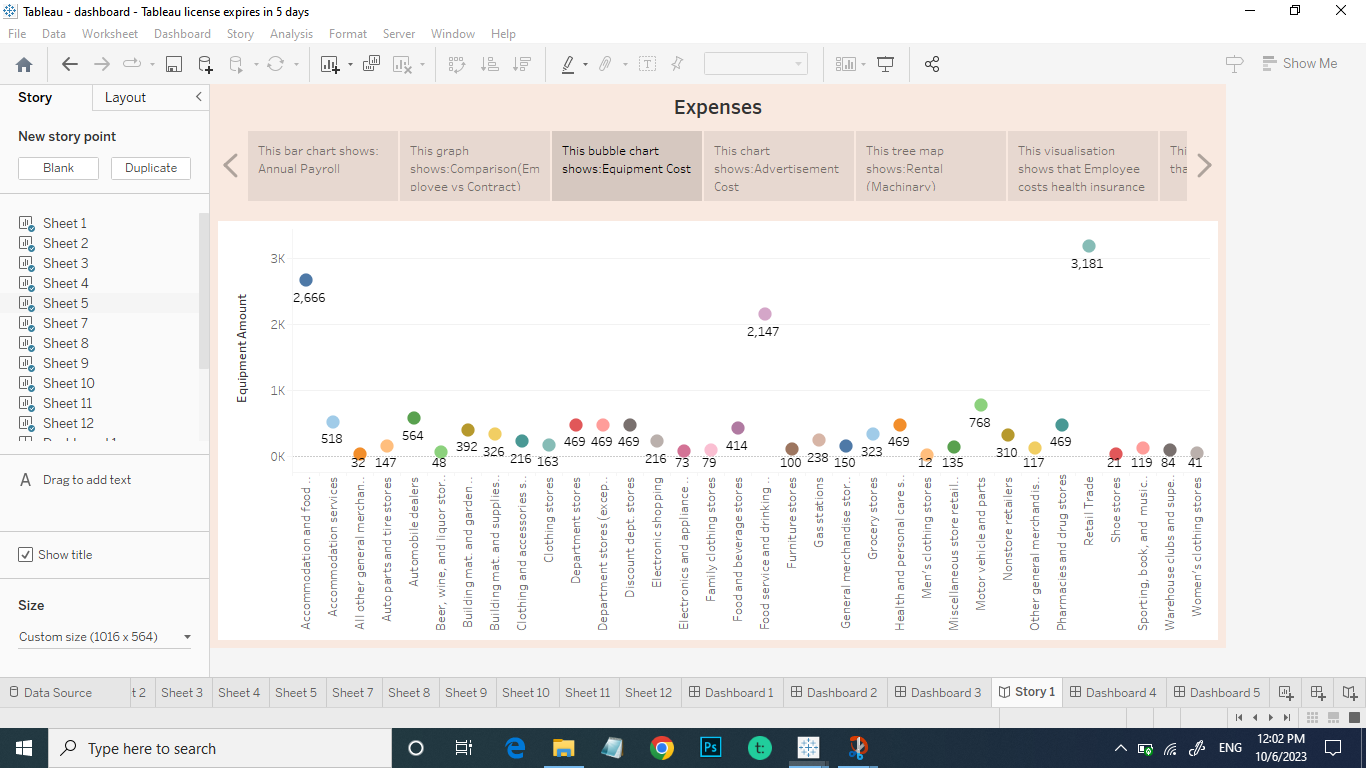 Tableau - dashboard - Tableau license expires in 5 days
File Data Worksheet Dashboard Story Analysis Format Server Window Help
Show Me
Story Layout
New story point
Blank Duplicate
Sheet 1
Sheet 2
Sheet 3
Sheet 4
Sheet 5
Sheet 7
Sheet 8
Sheet 9
Sheet 10
Sheet 11
Sheet 12
A Drag to add text
Show title
Size
Custom size (1016 x 564)
Expenses
This bar chart shows:
Annual Payroll
This graph
shows:Comparison(Em
ployee vs Contract)
This bubble chart
shows:Equipment Cost
This chart
shows:Advertisement
Cost
This tree map
shows:Rental
(Machinary)
This visualisation
shows that Employee
costs health insurance
Thi
tha
Equipment Amount
3K
2K
1K
0K
2,666
518
32
147
564
48
392
326
216
163
469
469
469
216
73
79
414
2,147
100
238
150
323
469
12
135
768
310
117
469
3,181
21
119
84
41
Accommodation and food ..
Accommodation services
All other general merchan..
Auto parts and tire stores
Automobile dealers
Beer, wine, and liquor stor..
Building mat. and garden ..
Building mat. and supplies..
Clothing and accessories s..
Clothing stores
Department stores
Department stores (excep..
Discount dept. stores
Electronic shopping
Electronics and appliance..
Family clothing stores
Food and beverage stores
Food service and drinking ..
Furniture stores
Gas stations
General merchandise stor..
Grocery stores
Health and personal care s..
Men's clothing stores
Miscellaneous store retail..
Motor vehicle and parts
Nonstore retailers
Other general merchandis..
Pharmacies and drug stores
Retail Trade
Shoe stores
Sporting, book, and music..
Warehouse clubs and supe..
Women's clothing stores
Data Source t 2 Sheet 3 Sheet 4 Sheet 5 Sheet 7 Sheet 8 Sheet 9 Sheet 10 Sheet 11 Sheet 12 Dashboard 1 Dashboard 2 Dashboard 3 Story 1 Dashboard 4 Dashboard 5
Type here to search
Ps
t:
ENG
12:02 PM
10/6/2023